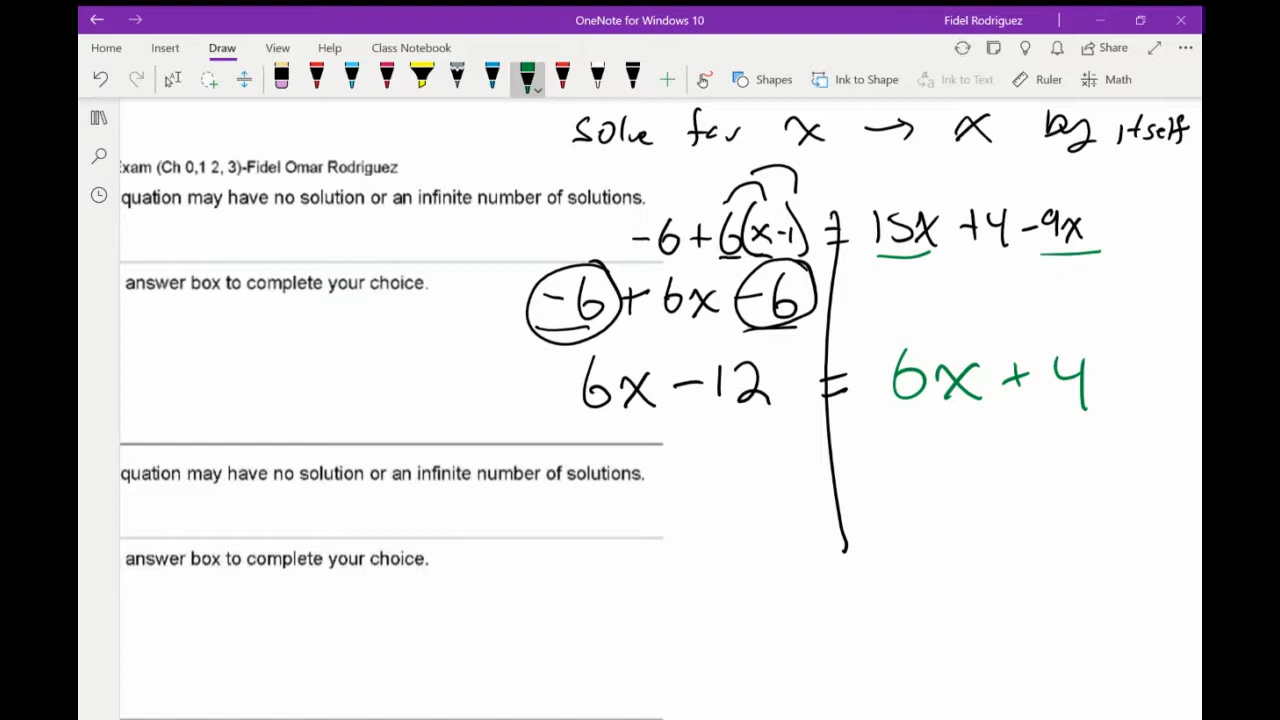 OneNote for Windows 10
Fidel Rodriguez
Home Insert Draw View Help Class Notebook Share
Shapes Ink to Shape Ink to Text Ruler Math
solve for x → x by itself
Exam (Ch 0,1 2, 3)-Fidel Omar Rodriguez
quation may have no solution or an infinite number of solutions.
-6+6(x-1) = 15x +4 -9x
answer box to complete your choice.
-6 + 6x -6
6x -12 = 6x + 4
quation may have no solution or an infinite number of solutions.
answer box to complete your choice.